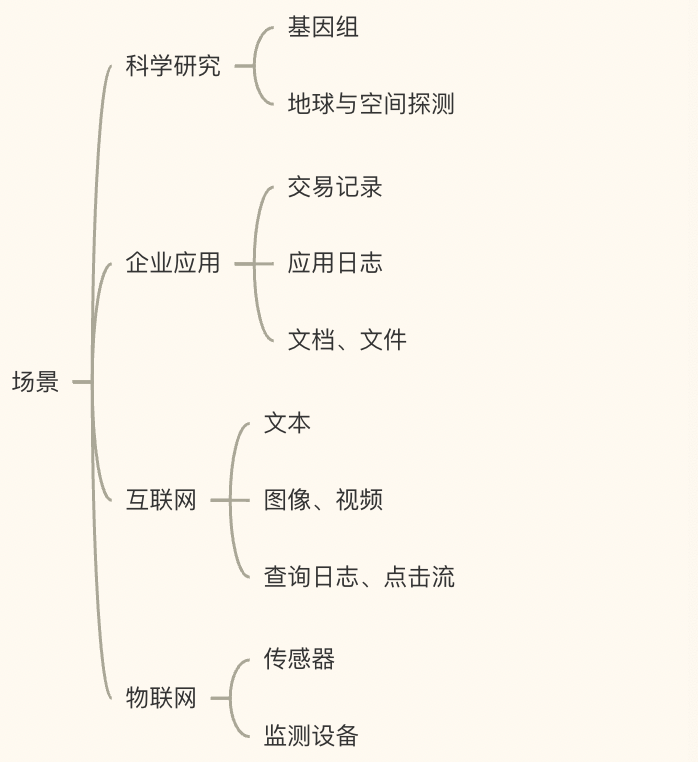 场景
科学研究
基因组
地球与空间探测
企业应用
交易记录
应用日志
文档、文件
互联网
文本
图像、视频
查询日志、点击流
物联网
传感器
监测设备